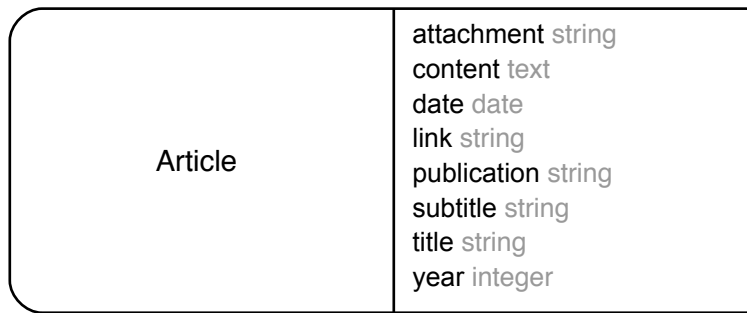 Article
attachment string
content text
date date
link string
publication string
subtitle string
title string
year integer